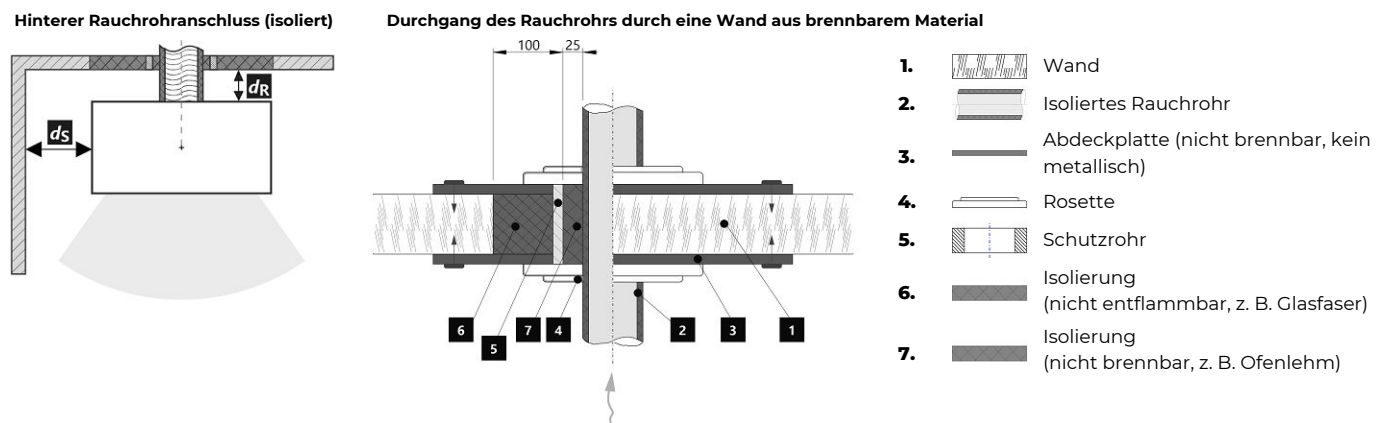 Hinterer Rauchrohranschluss (isoliert)
dR
dS
Durchgang des Rauchrohrs durch eine Wand aus brennbarem Material
100
25
6
5
7
4
2
3
1
1. Wand
2. Isoliertes Rauchrohr
3. Abdeckplatte (nicht brennbar, kein
metallisch)
4. Rosette
5. Schutzrohr
6. Isolierung
(nicht entflammbar, z. B. Glasfaser)
7. Isolierung
(nicht brennbar, z. B. Ofenlehm)